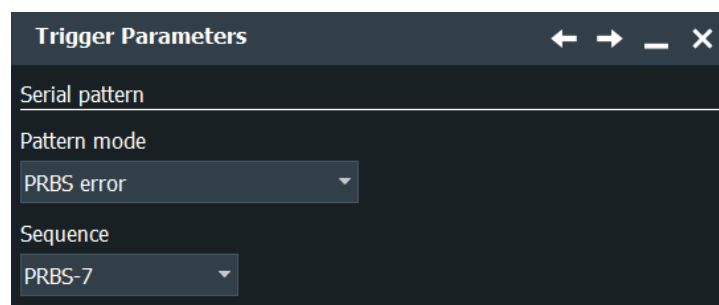 Trigger Parameters
Serial pattern
Pattern mode
PRBS error
Sequence
PRBS-7